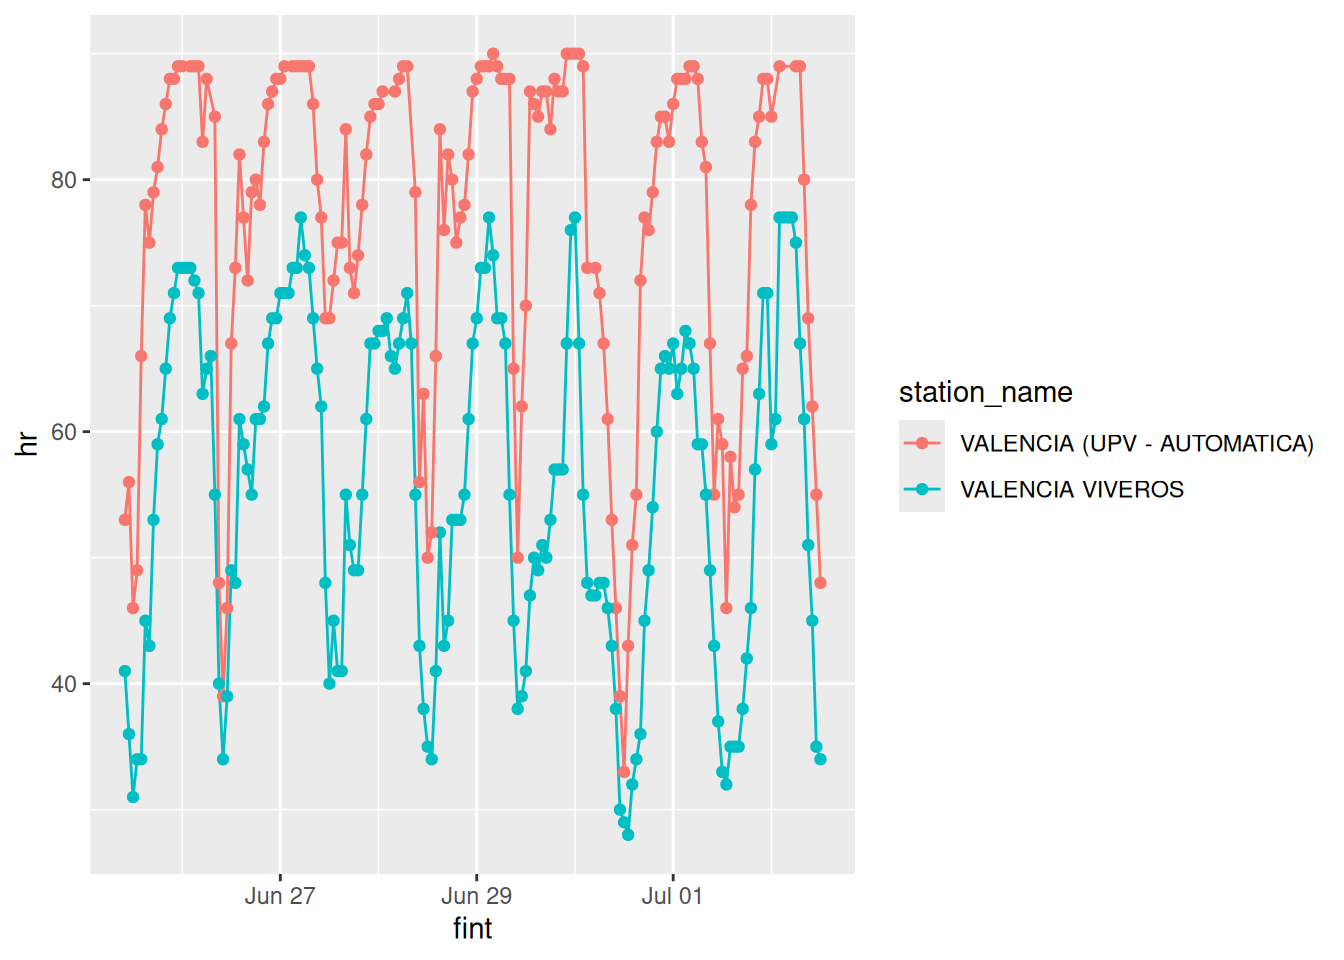 80
60
40
hr
Jun 27
Jun 29
Jul 01
fint
station_name
VALENCIA (UPV - AUTOMATICA)
VALENCIA VIVEROS